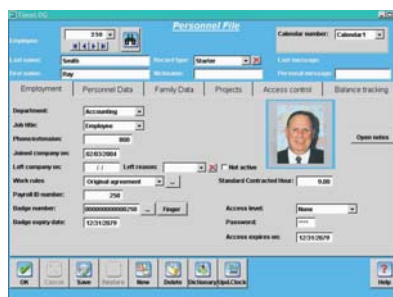 Personnel File
Employee: 250 Calendar number: Calendar1
Last name: Smith Record type: Starter Last message:
First name: Ray Nickname: Personal message:
Employment Personnel Data Family Data Projects Access control Balance tracking
Department: Accounting
Job title: Employee
Phone/extension: 800 Open notes
Joined company on: 02/03/2004
Left company on: / / Left reason: Not active
Work rules Original agreement ... Standard Contracted Hour: 9.00
Payroll ID number: 250
Badge number: ... Finger Access level: None
Badge expiry date: 12/31/2079 Password: ****
Access expires on: 12/31/2079
OK Cancel Save Restore New Delete Dictionary Upd.Clock Help